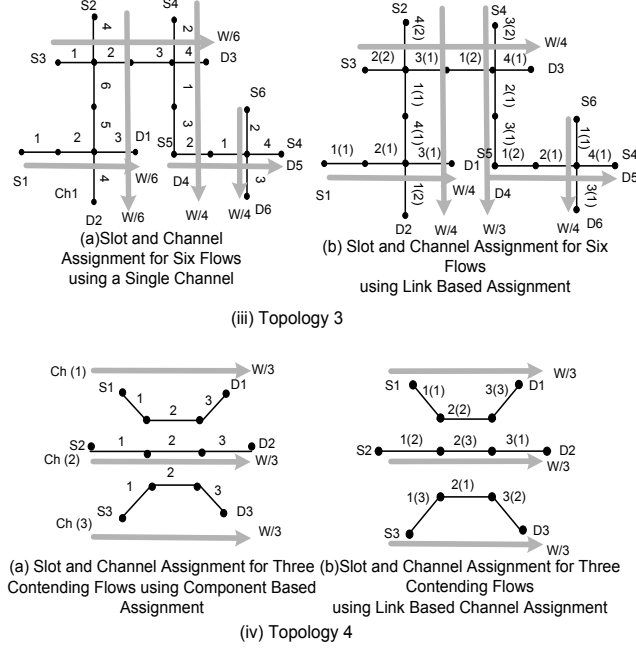 S2
S4
4
2
W/6
S3
1
2
3
4
D3
6
1
S6
5
3
2
1
2
3
D1
S5
2
1
4
S4
S1
W/6
D4
3
D5
Ch1
4
D2
W/6
W/4
W/4
D6
(a)Slot and Channel
Assignment for Six Flows
using a Single Channel
S2
S4
4(2)
3(2)
W/4
S3
2(2)
3(1)
1(2)
4(1)
D3
1(1)
2(1)
S6
4(1)
3(1)
1(1)
1(1)
2(1)
3(1)
D1
S5
1(2)
2(1)
4(1)
S4
S1
W/4
D4
3(1)
D5
1(2)
D2
W/4
W/3
W/4
D6
(b) Slot and Channel Assignment for Six
Flows
using Link Based Assignment
(iii) Topology 3
Ch (1)
W/3
S1
1
2
3
D1
S2
1
2
3
D2
Ch (2)
W/3
1
2
3
S3
D3
Ch (3)
W/3
(a) Slot and Channel Assignment for Three
Contending Flows using Component Based
Assignment
W/3
S1
1(1)
2(2)
3(3)
D1
S2
1(2)
2(3)
3(1)
D2
W/3
1(3)
2(1)
3(2)
S3
D3
W/3
(b)Slot and Channel Assignment for Three
Contending Flows
using Link Based Channel Assignment
(iv) Topology 4